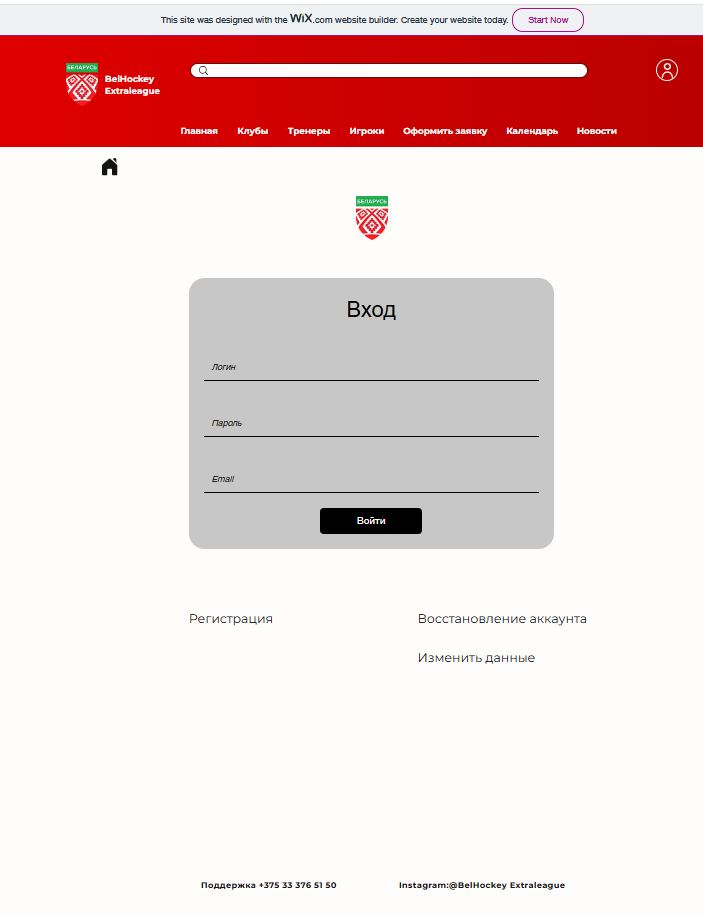 This site was designed with the WiX.com website builder. Create your website today. Start Now
БЕЛАРУСЬ
BelHockey
Extraleague
Главная Клубы Тренеры Игроки Оформить заявку Календарь Новости
БЕЛАРУСЬ
Вход
Логин
Пароль
Email
Войти
Регистрация Восстановление аккаунта
Изменить данные
Поддержка +375 33 376 51 50 Instagram:@BelHockey Extraleague